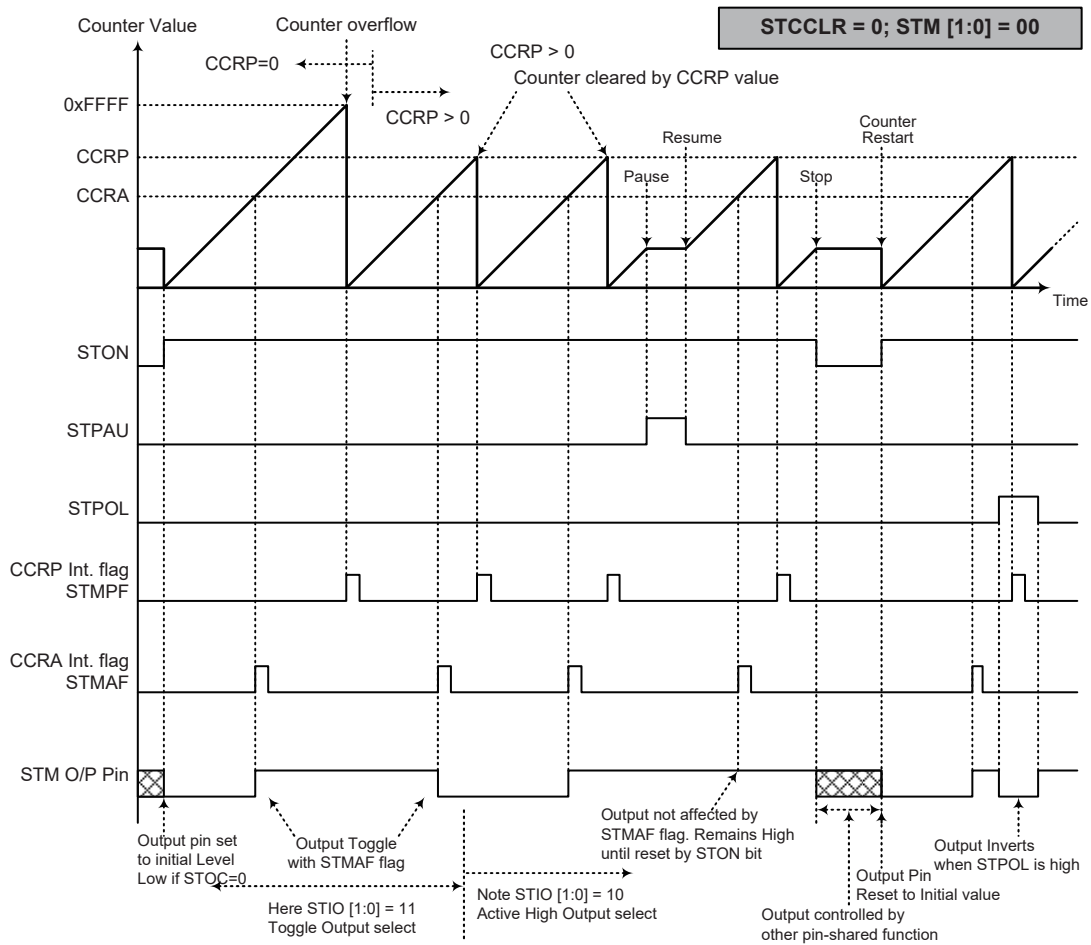 Counter Value
Counter overflow
STCCLR = 0; STM [1:0] = 00
CCRP=0
CCRP > 0
CCRP > 0
Counter cleared by CCRP value
0xFFFF
CCRP
CCRA
Pause
Resume
Stop
Counter
Restart
Time
STON
STPAU
STPOL
CCRP Int. flag
STMPF
CCRA Int. flag
STMAF
STM O/P Pin
Output pin set
to initial Level
Low if STOC=0
Output Toggle
with STMAF flag
Here STIO [1:0] = 11
Toggle Output select
Note STIO [1:0] = 10
Active High Output select
Output not affected by
STMAF flag. Remains High
until reset by STON bit
Output controlled by
other pin-shared function
Output Pin
Reset to Initial value
Output Inverts
when STPOL is high